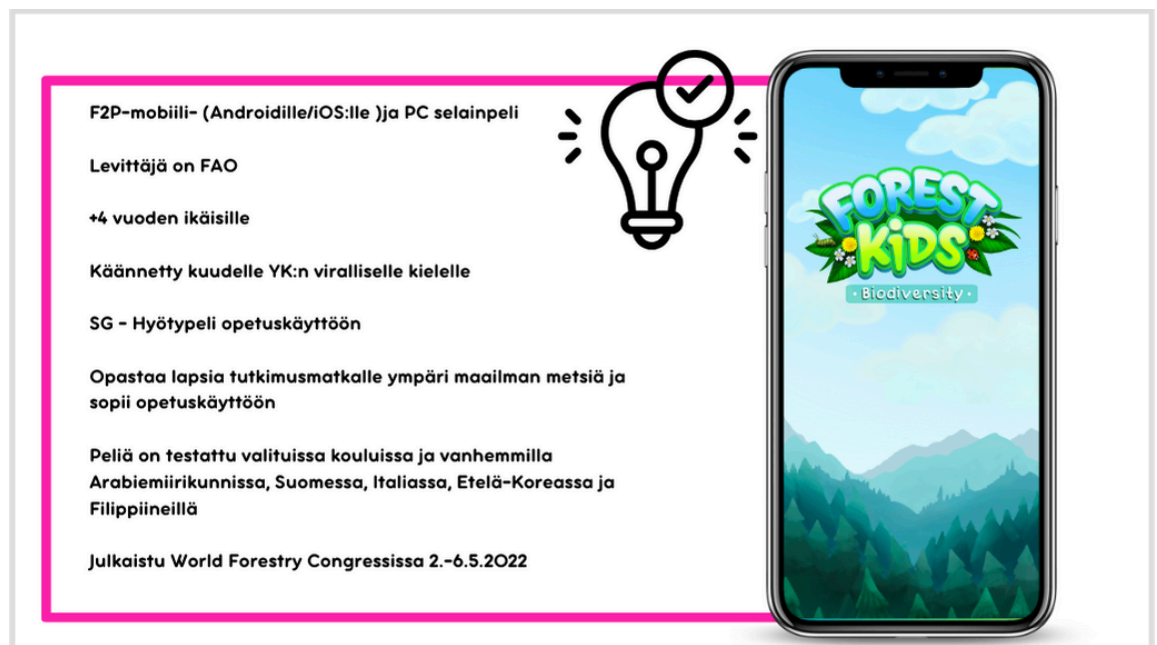 F2P-mobiili- (Androidille/iOS:lle )ja PC selainpeli
Levittäjä on FAO
+4 vuoden ikäisille
Käännetty kuudelle YK:n viralliselle kielelle
SG - Hyötypeli opetuskäyttöön
Opastaa lapsia tutkimusmatkalle ympäri maailman metsiä ja
sopii opetuskäyttöön
Peliä on testattu valituissa kouluissa ja vanhemmilla
Arabiemiirikunnissa, Suomessa, Italiassa, Etelä-Koreassa ja
Filippiineillä
Julkaistu World Forestry Congressissa 2.-6.5.2022
FOREST
KiDS
• Biodiversity •